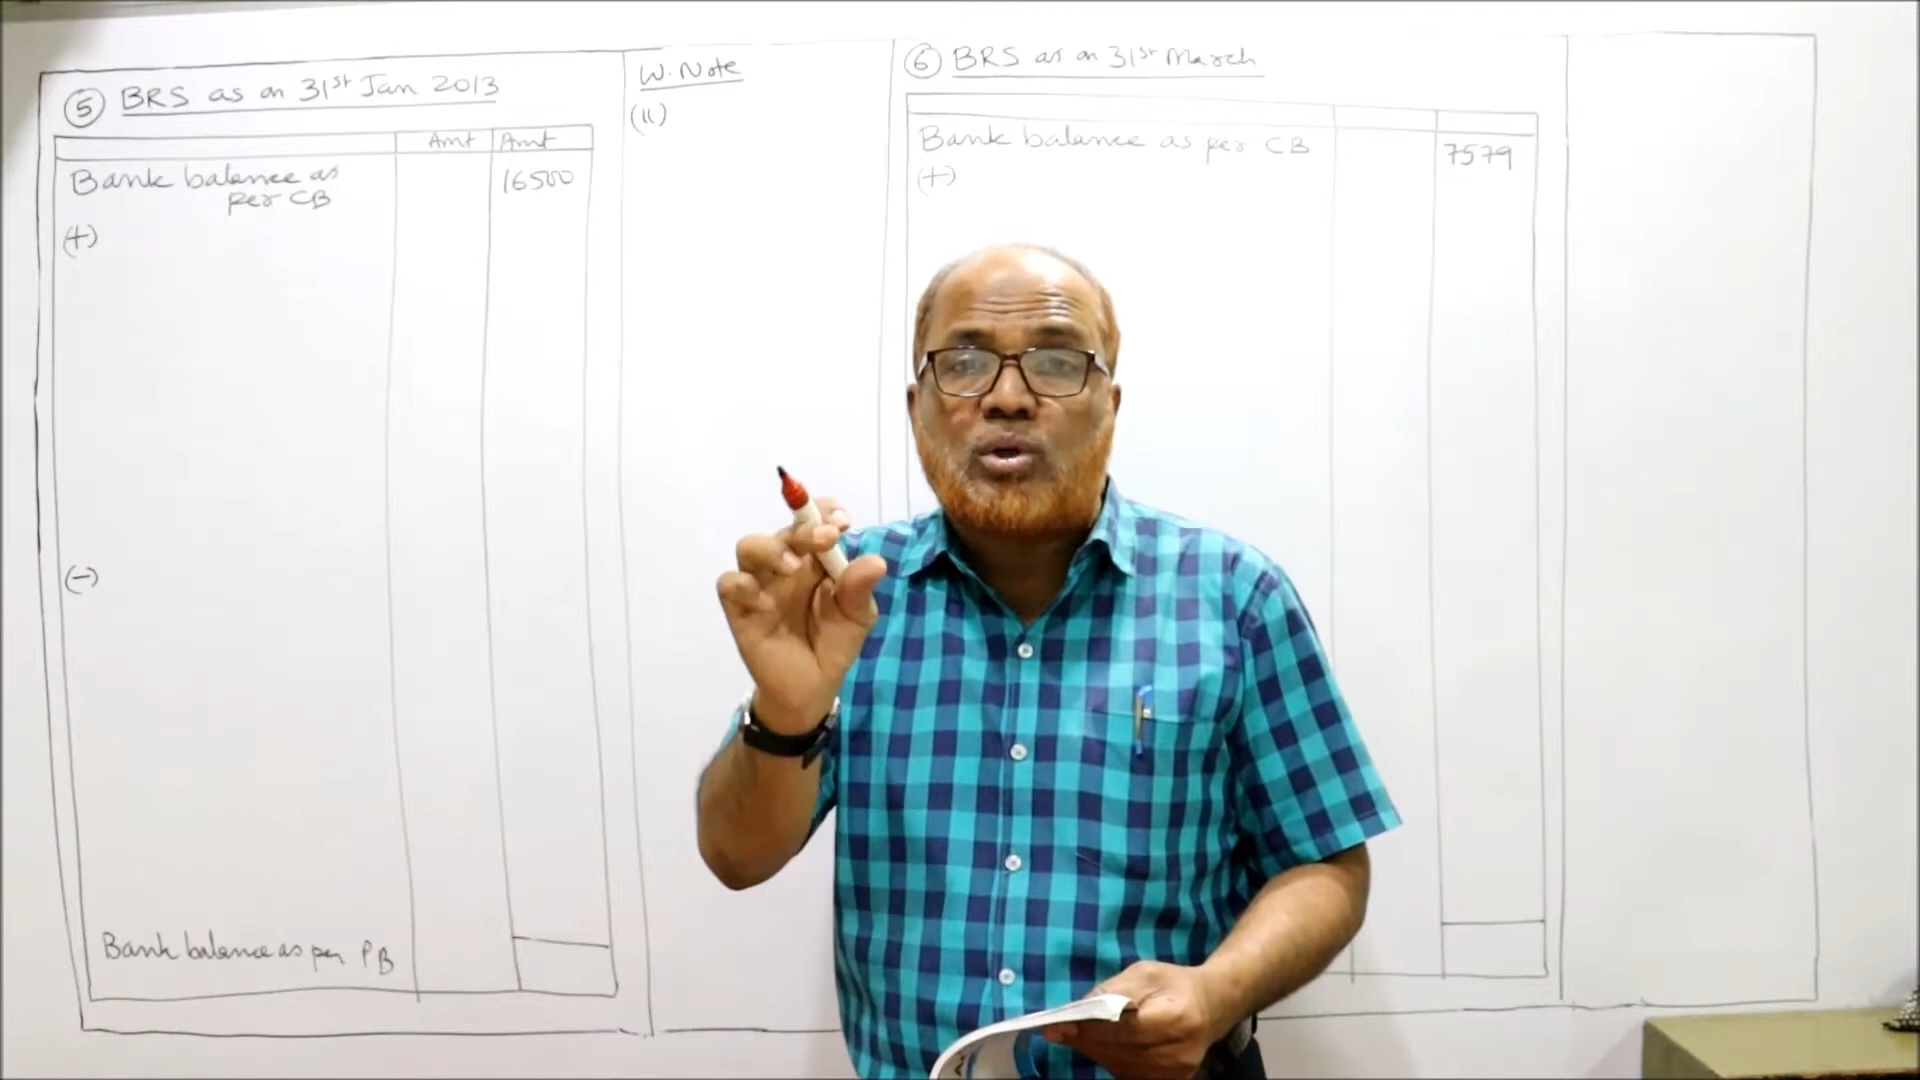 5 BRS as on 31st Jan 2013
Amt Amt
Bank balance as
per CB
16500
(+)
(-)
Bank balance as per PB
W. Note
(11)
6 BRS as on 31st March
Bank balance as per CB 7579
(+)